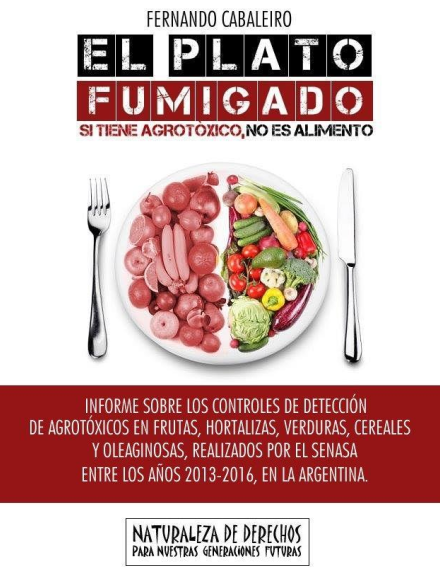 FERNANDO CABALEIRO
EL PLATO
FUMIGADO
SI TIENE AGROTÒXICO, NO ES ALIMENTO
INFORME SOBRE LOS CONTROLES DE DETECCIÓN
DE AGROTÓXICOS EN FRUTAS, HORTALIZAS, VERDURAS, CEREALES
Y OLEAGINOSAS, REALIZADOS POR EL SENASA
ENTRE LOS AÑOS 2013-2016, EN LA ARGENTINA.
NATURALEZA DE DERECHOS
PARA NUESTRAS GENERACIONES FUTURAS